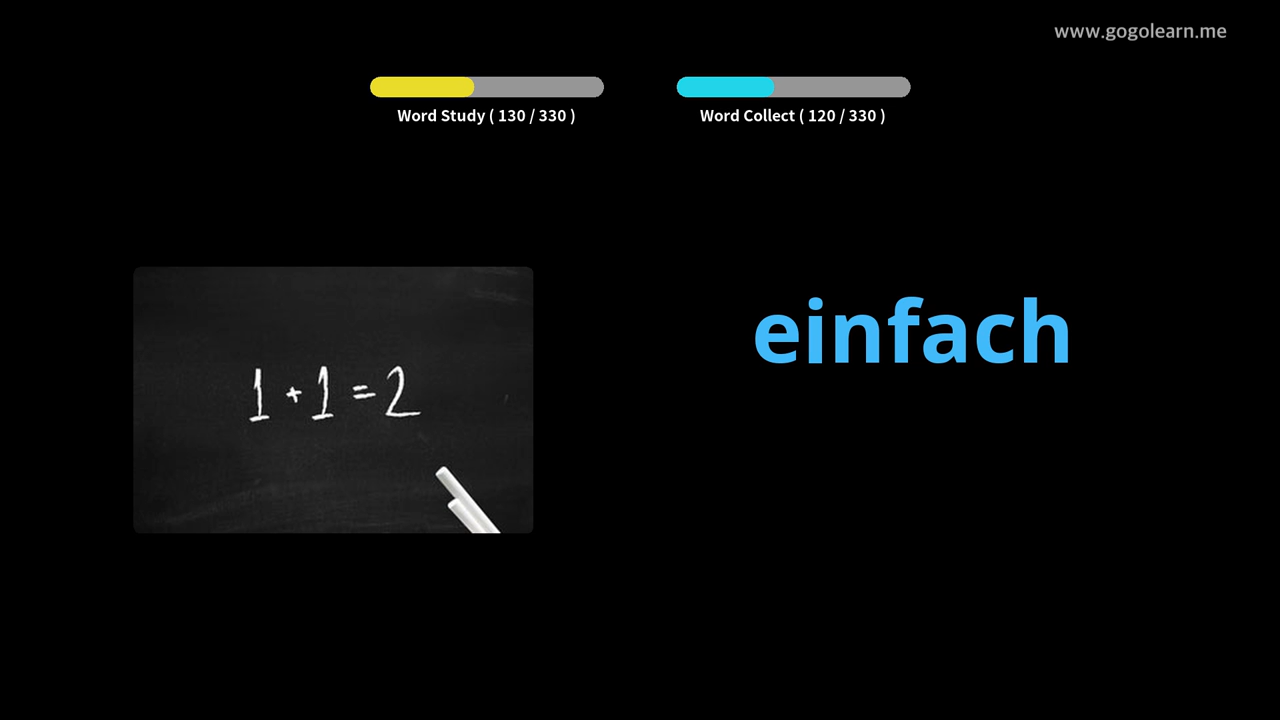 www.gogolearn.me
Word Study ( 130 / 330 )
Word Collect ( 120 / 330 )
1 + 1 = 2
einfach